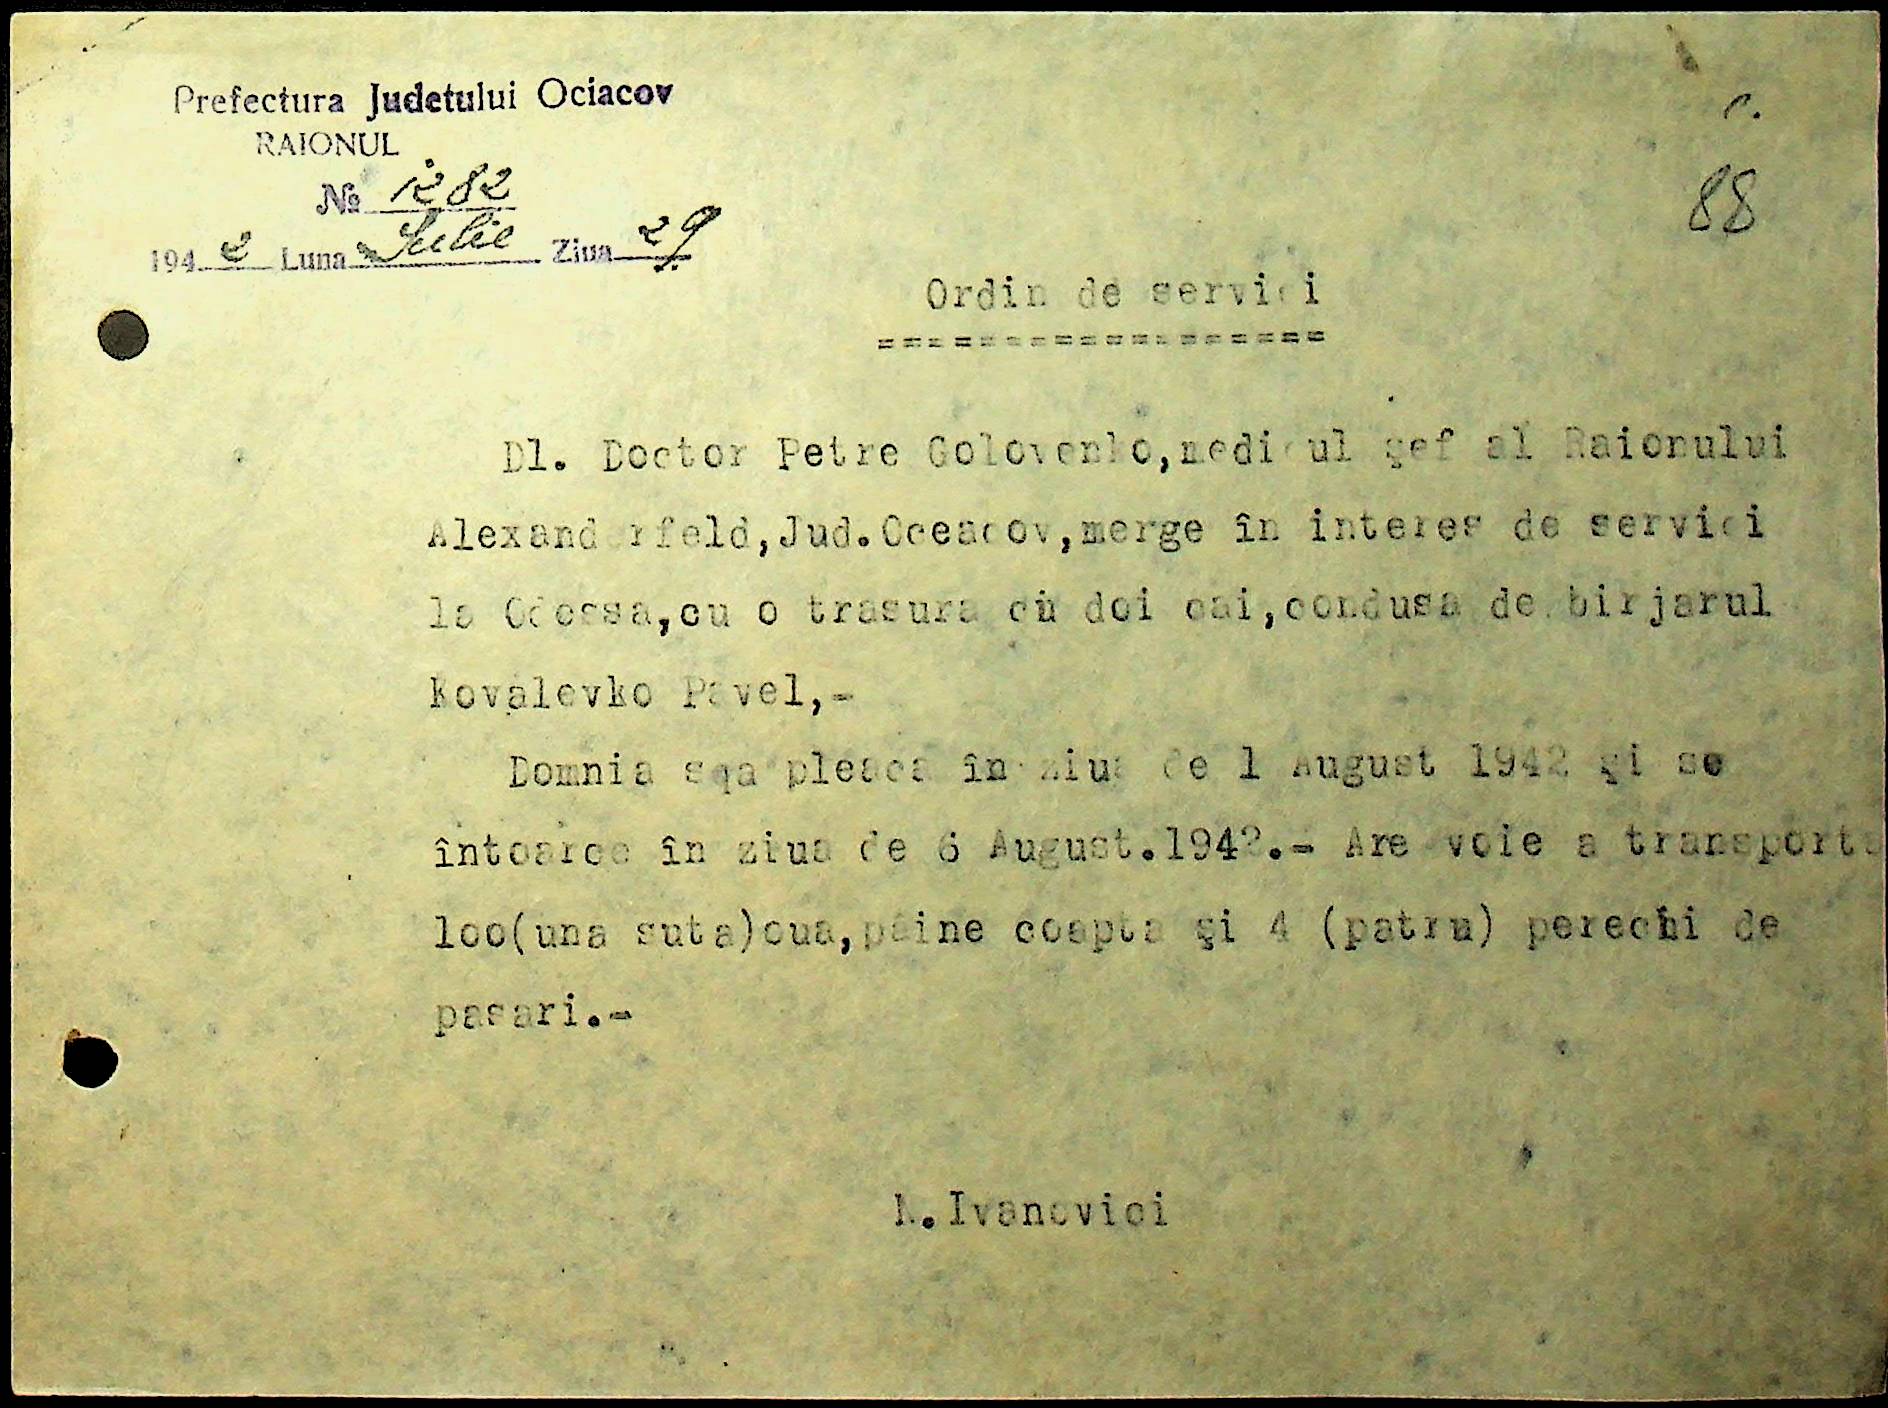 Prefectura Judetului Ociacov
RAIONUL
№ 1282
1942 Luna Iulie Ziua 29
88
Ordin de servici
==================
Dl. Doctor Petre Golovenko,medicul şef al Raionului
Alexanderfeld,Jud.Oceacov,merge în interes de servici
la Odessa,cu o trasura cu doi cai,condusa de birjarul
Kovalevko Pavel,-
Domnia sqa pleaca în ziua de 1 August 1942 şi se
întoarce în ziua de 6 August.1942.- Are voie a transporta
loo(una suta)oua,pâine coapta şi 4 (patru) perechi de
pasari.-
Ivanovici